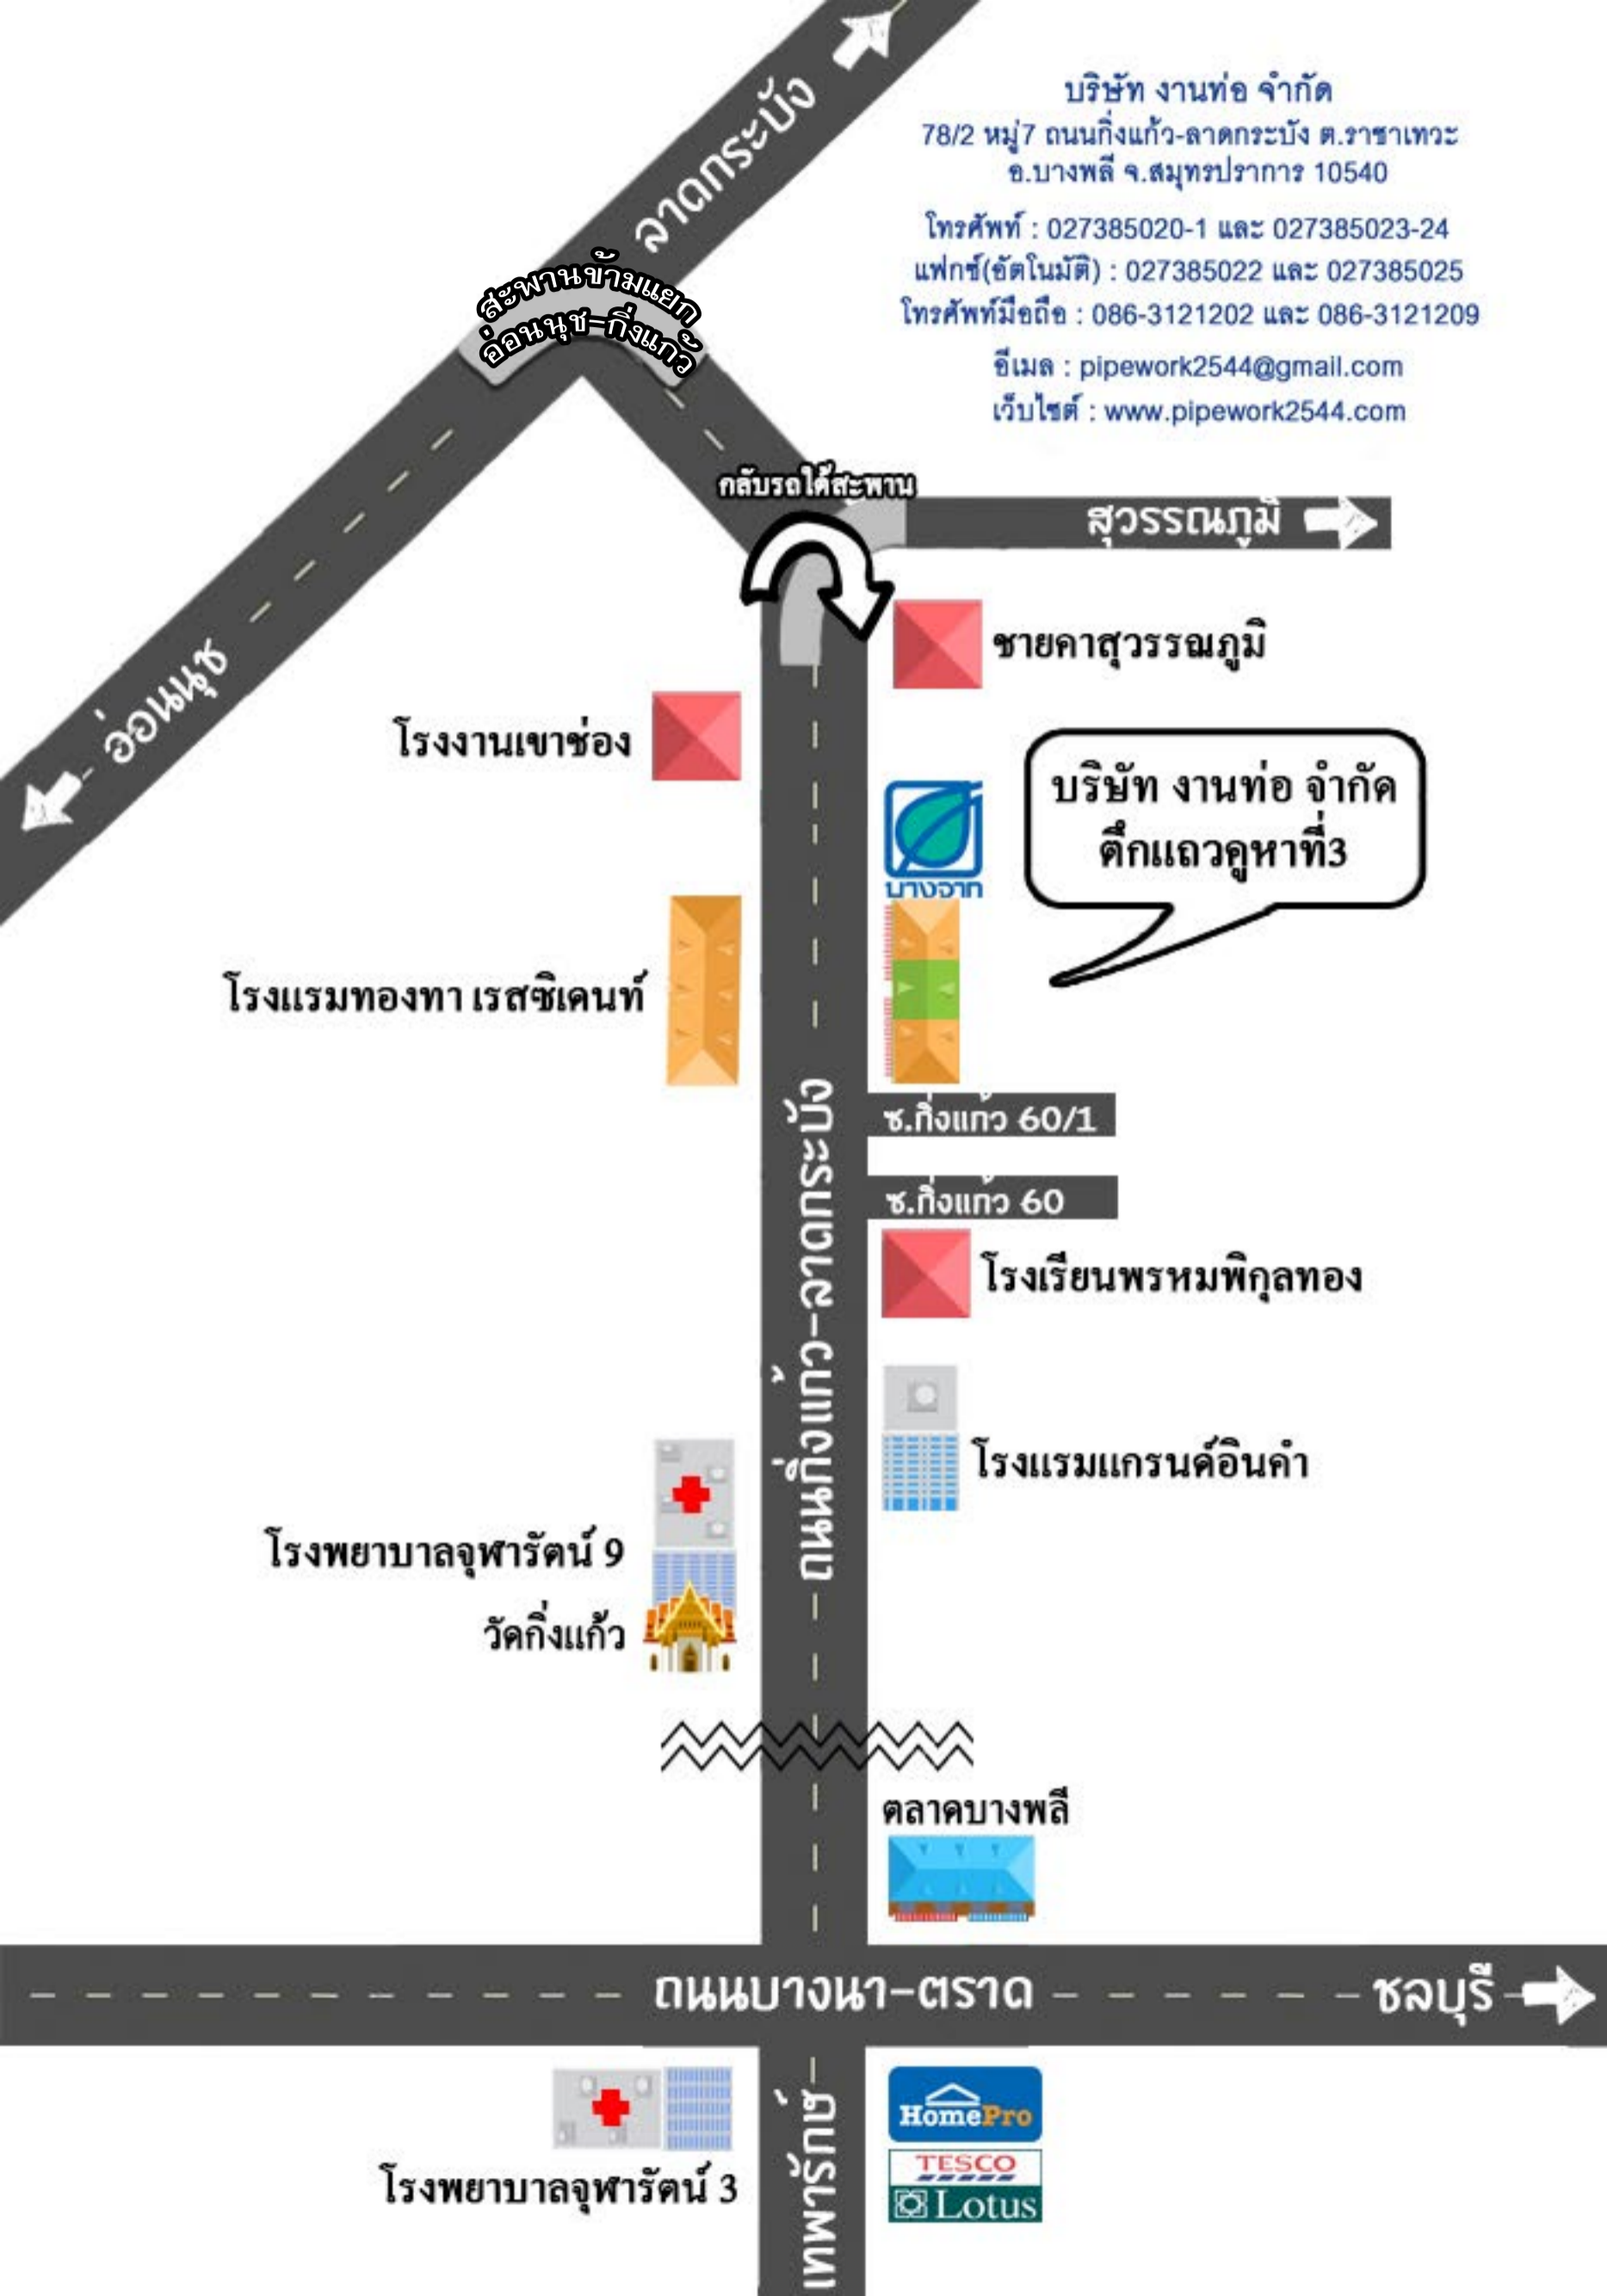 ลาดกระบัง
บริษัท งานท่อ จำกัด
78/2 หมู่7 ถนนกิ่งแก้ว-ลาดกระบัง ต.ราชาเทวะ
อ.บางพลี จ.สมุทรปราการ 10540
โทรศัพท์ : 027385020-1 และ 027385023-24
แฟกซ์(อัตโนมัติ) : 027385022 และ 027385025
โทรศัพท์มือถือ : 086-3121202 และ 086-3121209
อีเมล : pipework2544@gmail.com
เว็บไซต์ : www.pipework2544.com
สะพานข้ามแยก
อ่อนนุช-กิ่งแก้ว
กลับรถใต้สะพาน
สุวรรณภูมิ
ชายคาสุวรรณภูมิ
อ่อนนุช
โรงงานเขาช่อง
บริษัท งานท่อ จำกัด
ตึกแถวคูหาที่3
บางจาก
โรงแรมทองทา เรสซิเดนท์
ซ.กิ่งแก้ว 60/1
ซ.กิ่งแก้ว 60
ถนนกิ่งแก้ว-ลาดกระบัง
โรงเรียนพรหมพิกุลทอง
โรงแรมแกรนด์อินคำ
โรงพยาบาลจุฬารัตน์ 9
วัดกิ่งแก้ว
ตลาดบางพลี
ถนนบางนา-ตราด
ชลบุรี
เทพารักษ์
HomePro
TESCO
Lotus
โรงพยาบาลจุฬารัตน์ 3